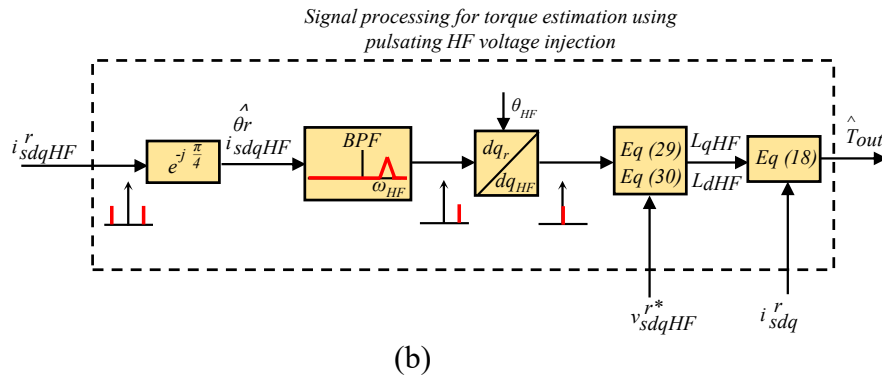 Signal processing for torque estimation using
pulsating HF voltage injection
i^r_sdqHF
e^-j π/4
i^θ̂r_sdqHF
BPF
ω_HF
θ_HF
dq_r
dq_HF
Eq (29)
Eq (30)
L_qHF
L_dHF
Eq (18)
T̂_out
v^r*_sdqHF
i^r_sdq
(b)